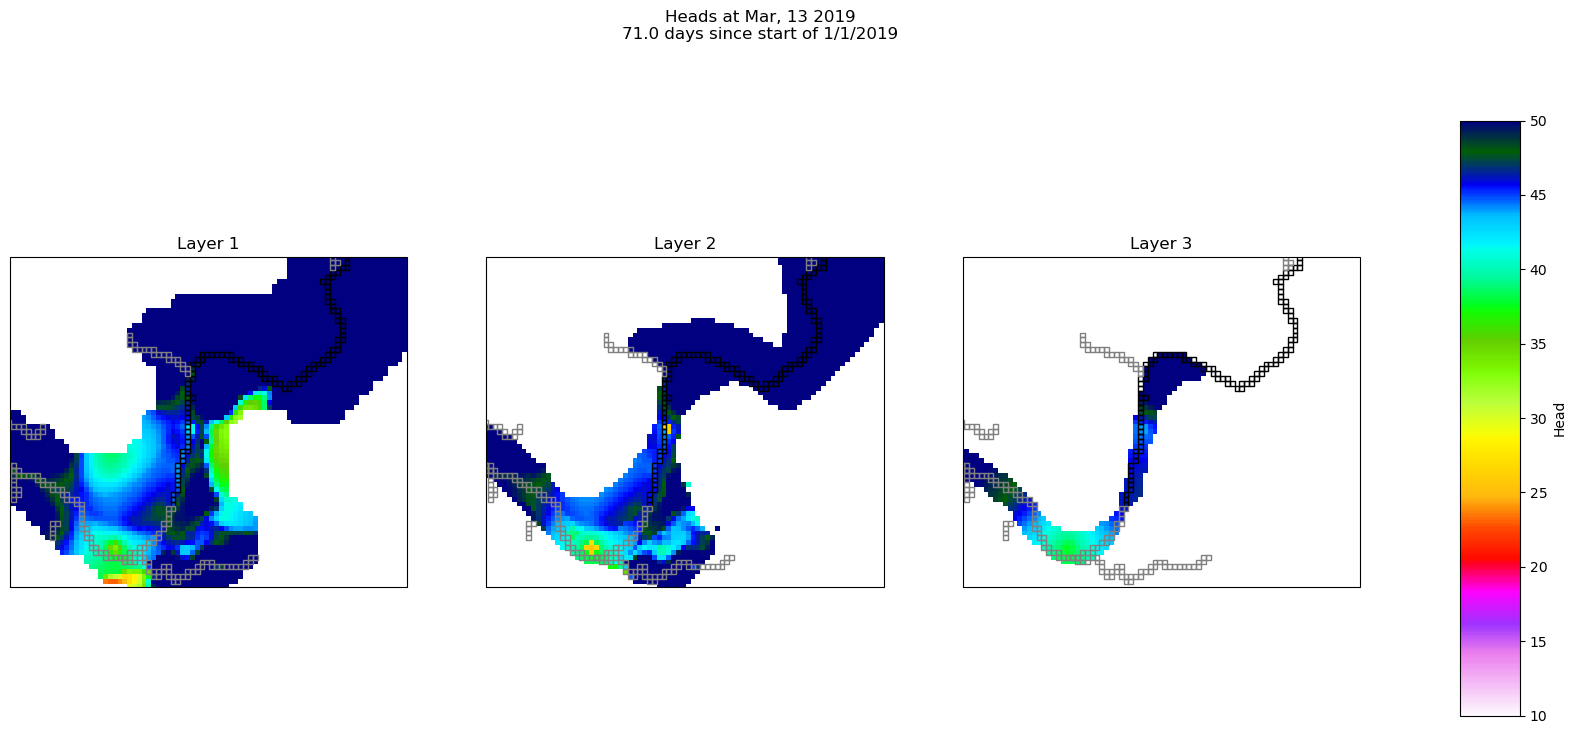 Heads at Mar, 13 2019
71.0 days since start of 1/1/2019
Layer 1
Layer 2
Layer 3
50
45
40
35
30
25
20
15
10
Head